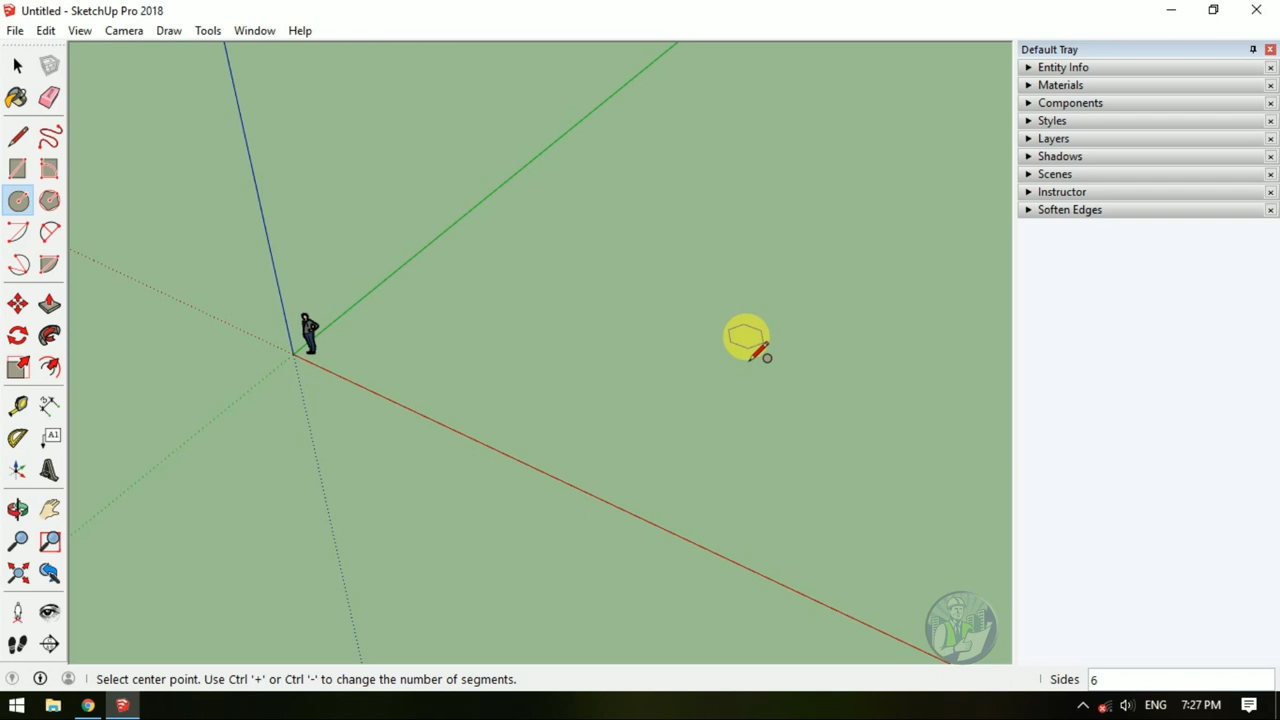 Untitled - SketchUp Pro 2018
File Edit View Camera Draw Tools Window Help
Default Tray
Entity Info
Materials
Components
Styles
Layers
Shadows
Scenes
Instructor
Soften Edges
A1
Select center point. Use Ctrl '+' or Ctrl '-' to change the number of segments.
Sides 6
ENG 7:27 PM